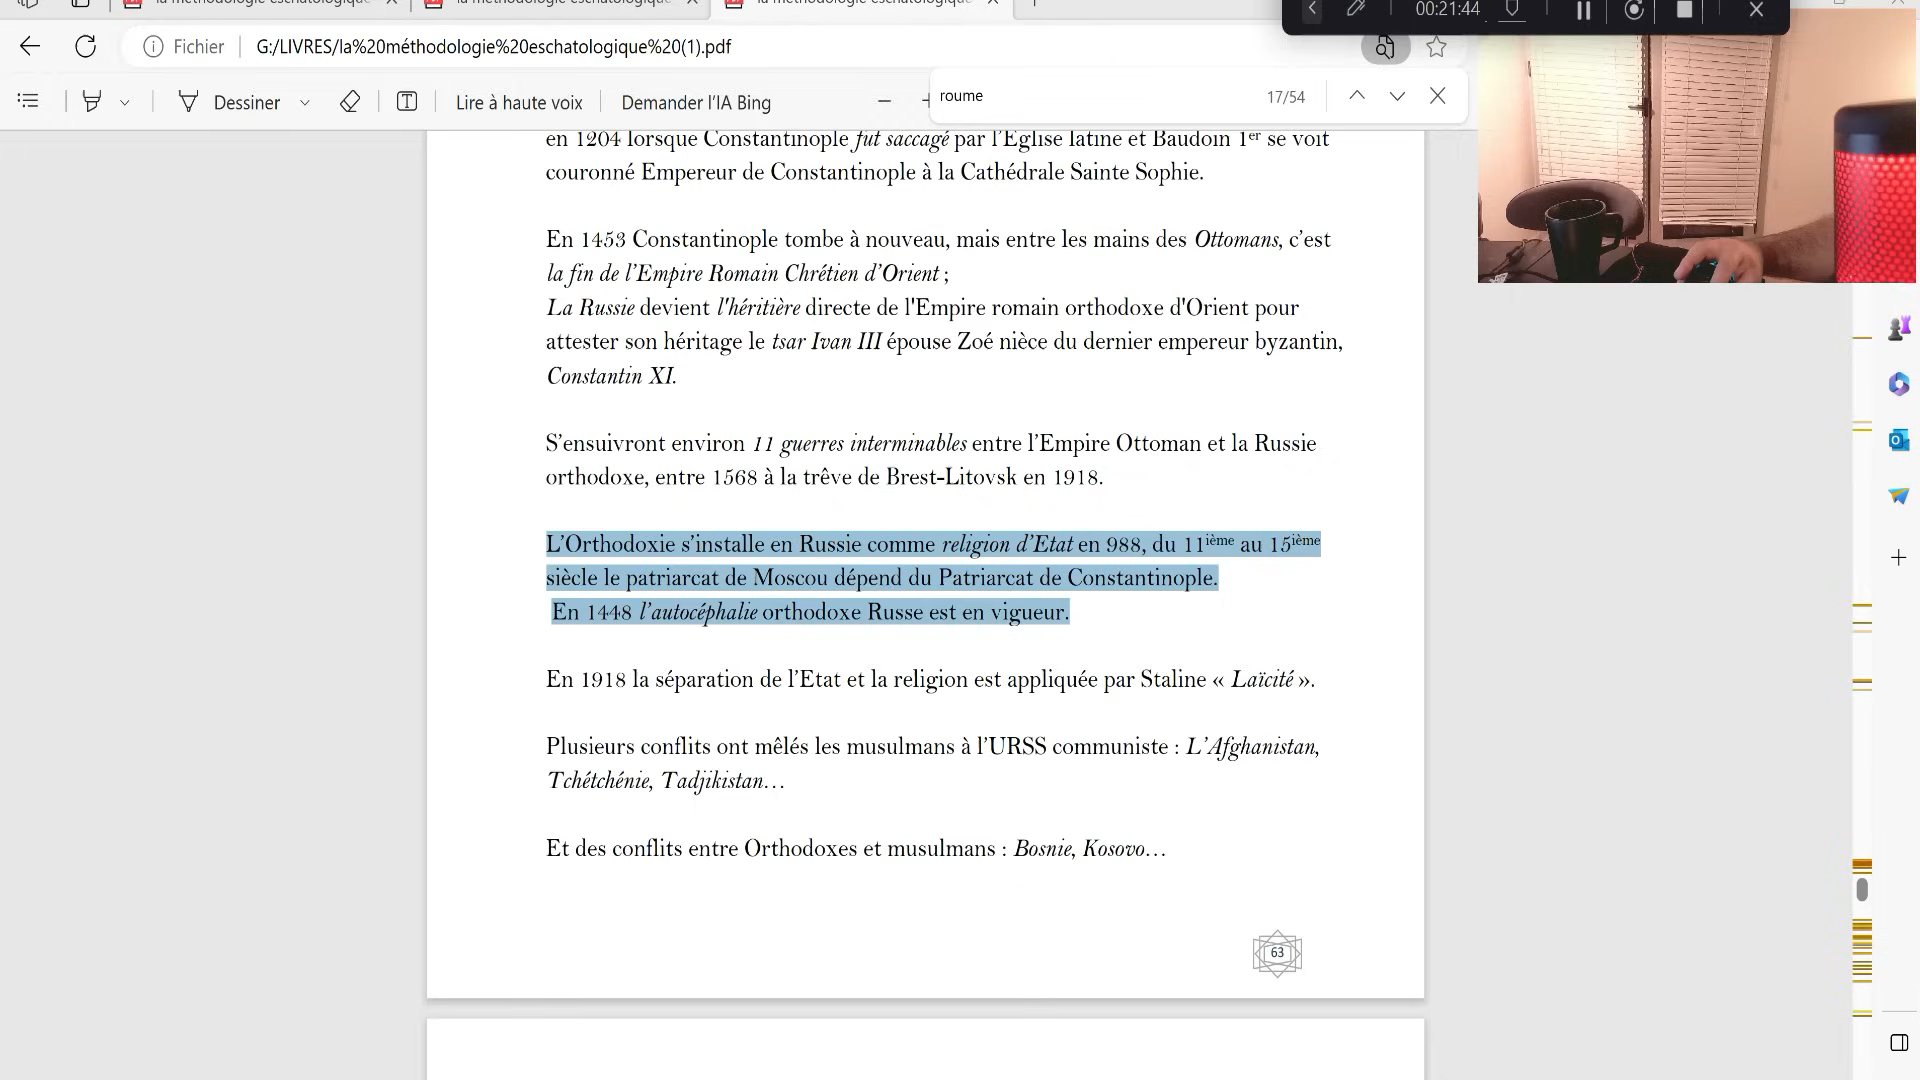 la méthodologie eschatologique
la méthodologie eschatologique
la méthodologie eschatologique
00:21:44
Fichier
G:/LIVRES/la%20méthodologie%20eschatologique%20(1).pdf
Dessiner
Lire à haute voix
Demander l'IA Bing
roume
17/54
en 1204 lorsque Constantinople fut saccagé par l'Eglise latine et Baudoin 1er se voit
couronné Empereur de Constantinople à la Cathédrale Sainte Sophie.
En 1453 Constantinople tombe à nouveau, mais entre les mains des Ottomans, c'est
la fin de l'Empire Romain Chrétien d'Orient ;
La Russie devient l'héritière directe de l'Empire romain orthodoxe d'Orient pour
attester son héritage le tsar Ivan III épouse Zoé nièce du dernier empereur byzantin,
Constantin XI.
S'ensuivront environ 11 guerres interminables entre l'Empire Ottoman et la Russie
orthodoxe, entre 1568 à la trêve de Brest-Litovsk en 1918.
L'Orthodoxie s'installe en Russie comme religion d'Etat en 988, du 11ième au 15ième
siècle le patriarcat de Moscou dépend du Patriarcat de Constantinople.
En 1448 l'autocéphalie orthodoxe Russe est en vigueur.
En 1918 la séparation de l'Etat et la religion est appliquée par Staline « Laïcité ».
Plusieurs conflits ont mêlés les musulmans à l'URSS communiste : L'Afghanistan,
Tchétchénie, Tadjikistan…
Et des conflits entre Orthodoxes et musulmans : Bosnie, Kosovo…
63